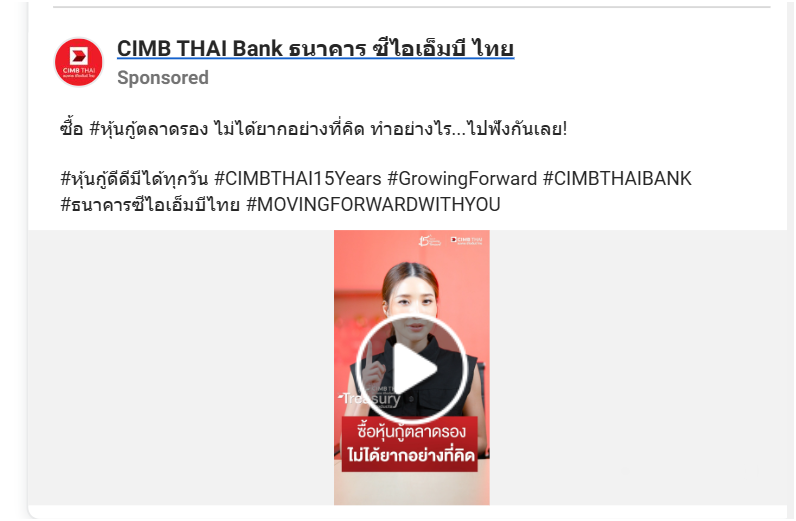 CIMB THAI Bank ธนาคาร ซีไอเอ็มบี ไทย
Sponsored
ซื้อ #หุ้นกู้ตลาดรอง ไม่ได้ยากอย่างที่คิด ทำอย่างไร...ไปฟังกันเลย!
#หุ้นกู้ดีดีมีได้ทุกวัน #CIMBTHAI15Years #GrowingForward #CIMBTHAIBANK
#ธนาคารซีไอเอ็มบีไทย #MOVINGFORWARDWITHYOU
CIMB THAI
15 CIMB THAI
Treasury
ซื้อหุ้นกู้ตลาดรอง
ไม่ได้ยากอย่างที่คิด